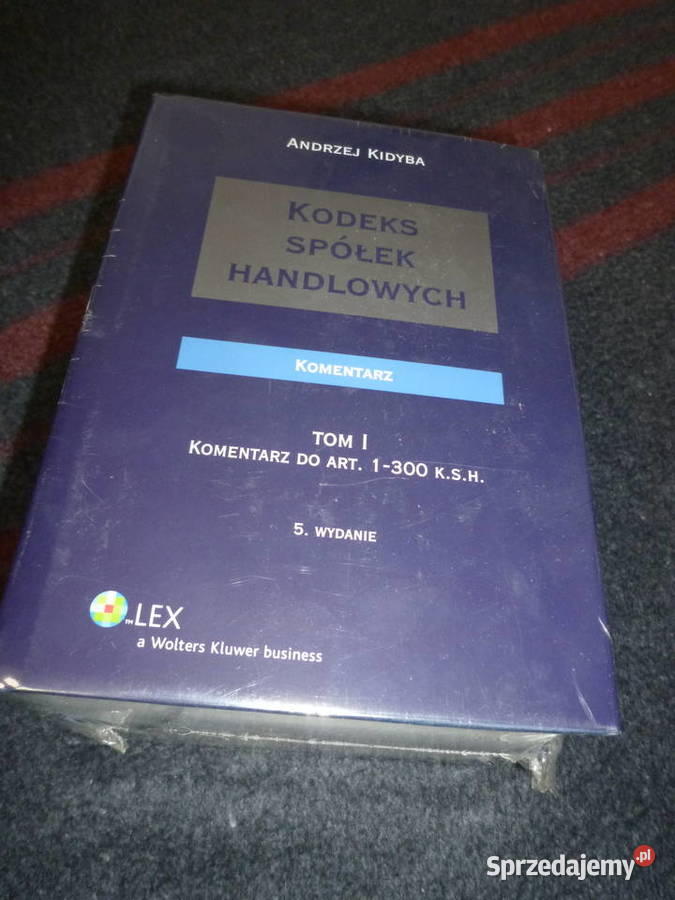 ANDRZEJ KIDYBA
KODEKS
SPÓŁEK
HANDLOWYCH
KOMENTARZ
TOM I
KOMENTARZ DO ART. 1-300 K.S.H.
5. WYDANIE
TM LEX
a Wolters Kluwer business
Sprzedajemy.pl